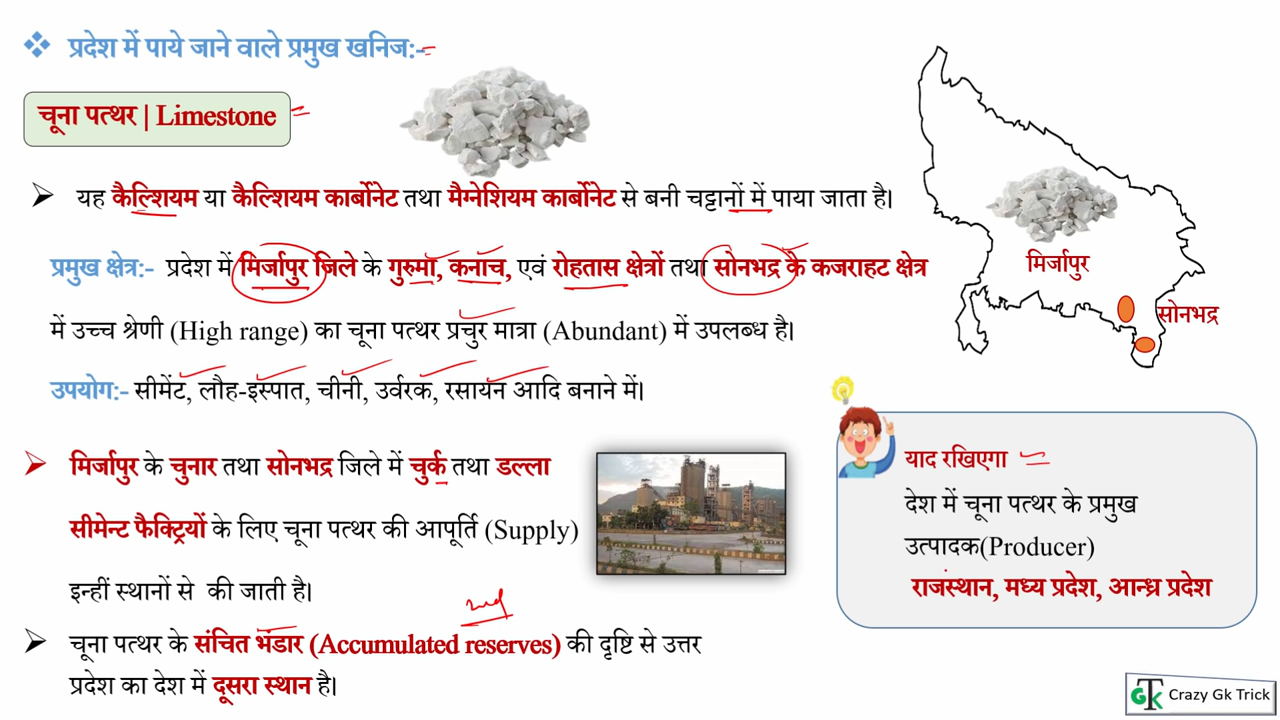 ❖ प्रदेश में पाये जाने वाले प्रमुख खनिज:-
चूना पत्थर | Limestone
➤ यह कैल्शियम या कैल्शियम कार्बोनेट तथा मैग्नेशियम कार्बोनेट से बनी चट्टानों में पाया जाता है।
प्रमुख क्षेत्र:- प्रदेश में मिर्जापुर जिले के गुरुमाॅ, कनाॅच, एवं रोहतास क्षेत्रों तथा सोनभद्र के कजराहट क्षेत्र
में उच्च श्रेणी (High range) का चूना पत्थर प्रचुर मात्रा (Abundant) में उपलब्ध है।
उपयोग:- सीमेंट, लौह-इस्पात, चीनी, उर्वरक, रसायन आदि बनाने में।
➤ मिर्जापुर के चुनार तथा सोनभद्र जिले में चुर्क तथा डल्ला
सीमेन्ट फैक्ट्रियों के लिए चूना पत्थर की आपूर्ति (Supply)
इन्हीं स्थानों से की जाती है।
2nd
➤ चूना पत्थर के संचित भंडार (Accumulated reserves) की दृष्टि से उत्तर
प्रदेश का देश में दूसरा स्थान है।
मिर्जापुर
सोनभद्र
याद रखिएगा
देश में चूना पत्थर के प्रमुख
उत्पादक(Producer)
राजस्थान, मध्य प्रदेश, आन्ध्र प्रदेश
GTK Crazy Gk Trick